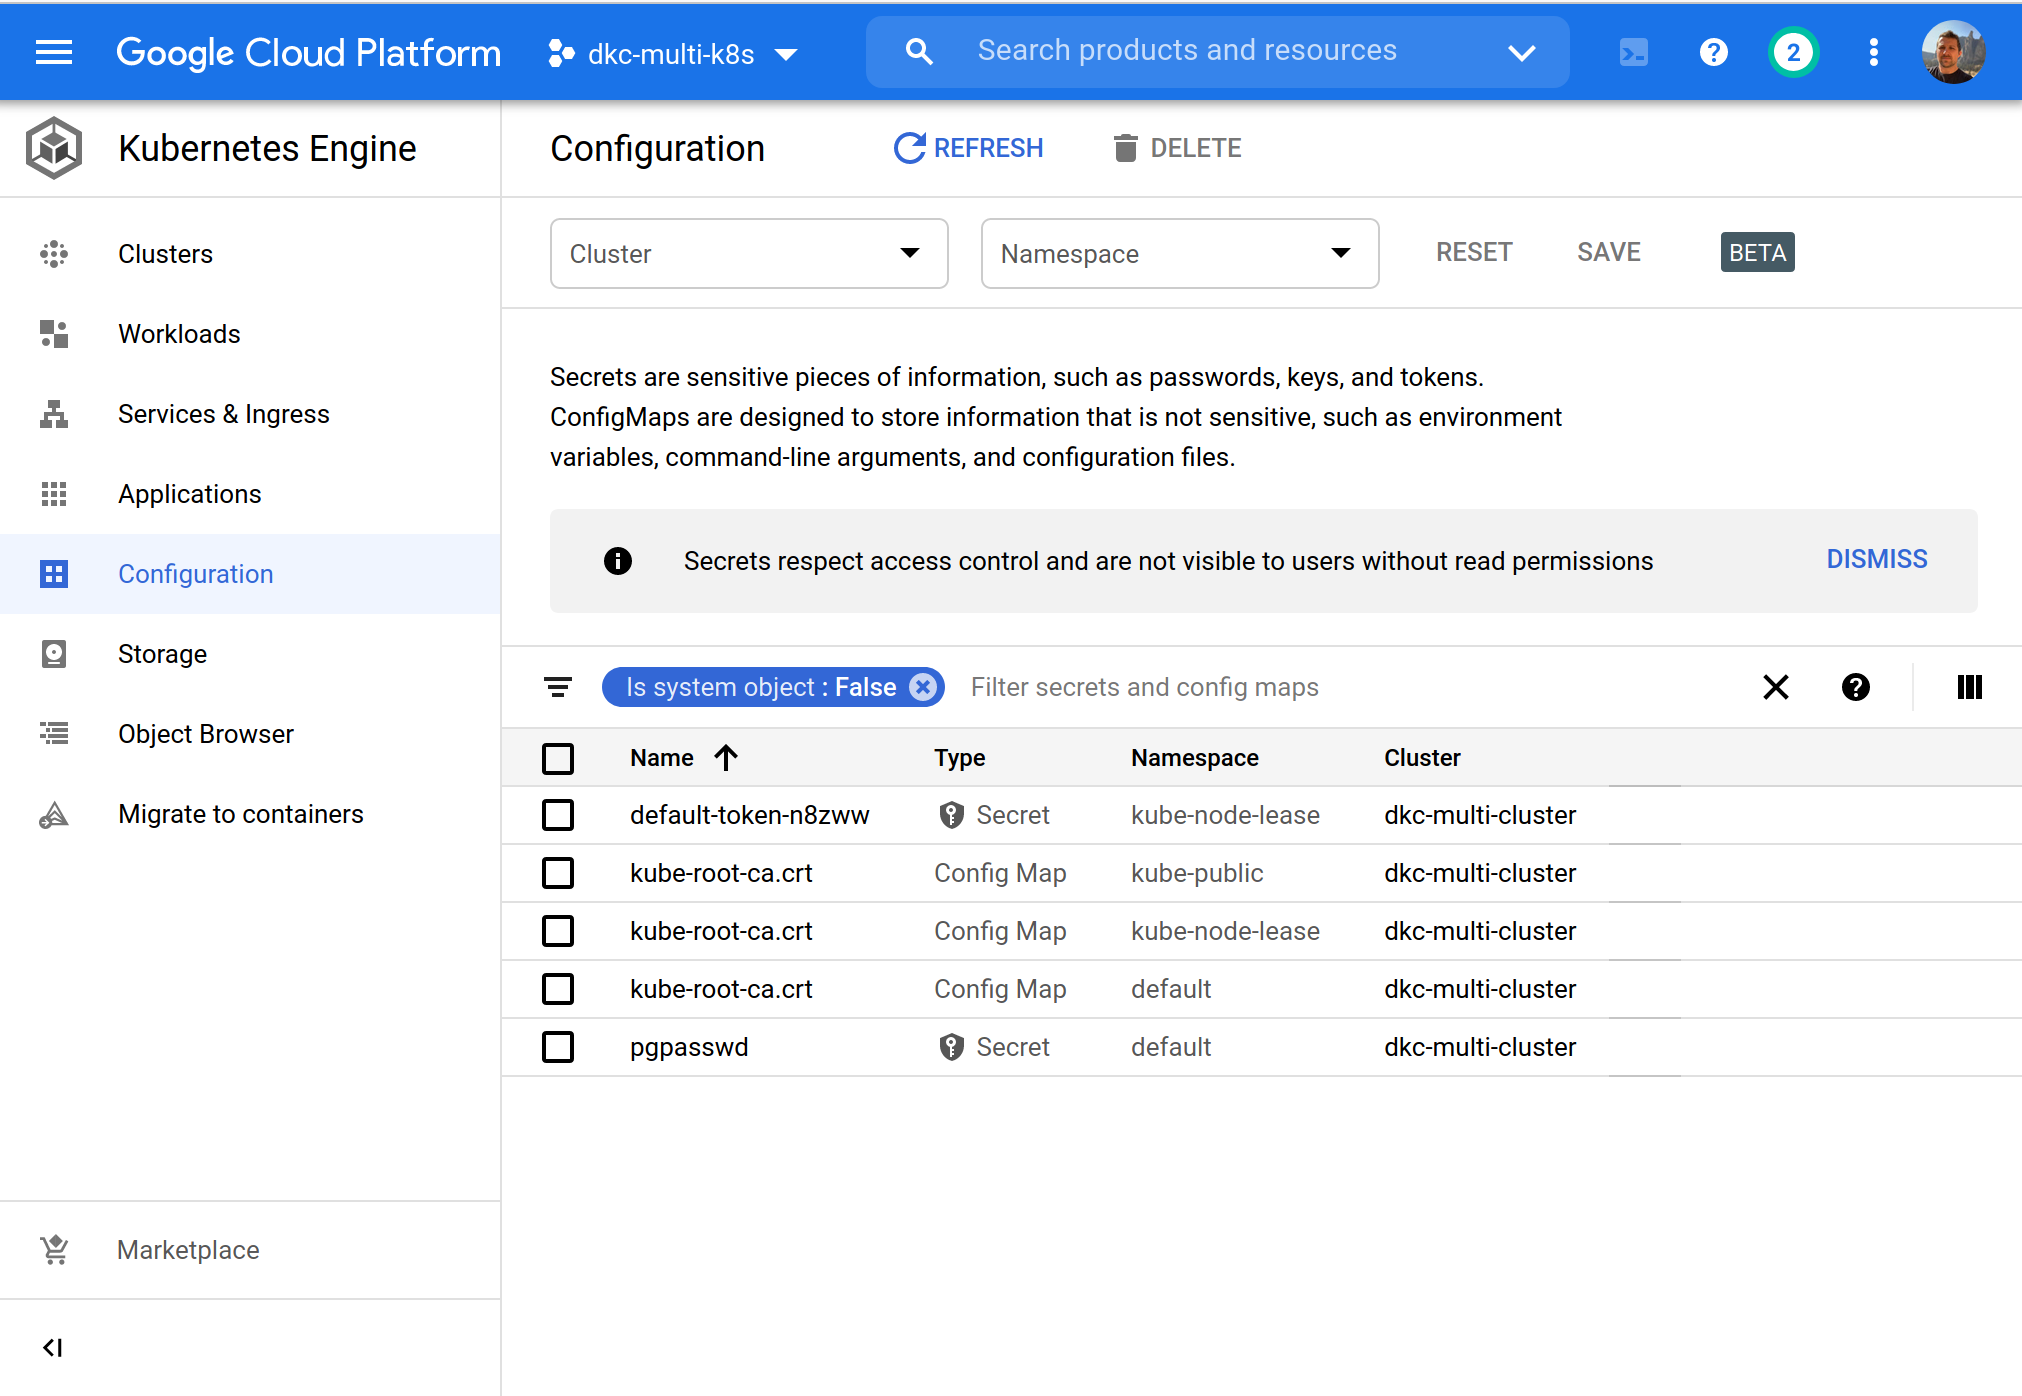 Google Cloud Platform
dkc-multi-k8s
Search products and resources
2
Kubernetes Engine
Configuration
REFRESH
DELETE
Clusters
Workloads
Services & Ingress
Applications
Configuration
Storage
Object Browser
Migrate to containers
Marketplace
Cluster
Namespace
RESET
SAVE
BETA
Secrets are sensitive pieces of information, such as passwords, keys, and tokens.
ConfigMaps are designed to store information that is not sensitive, such as environment
variables, command-line arguments, and configuration files.
Secrets respect access control and are not visible to users without read permissions
DISMISS
Is system object : False
Filter secrets and config maps
Name Type Namespace Cluster
default-token-n8zww Secret kube-node-lease dkc-multi-cluster
kube-root-ca.crt Config Map kube-public dkc-multi-cluster
kube-root-ca.crt Config Map kube-node-lease dkc-multi-cluster
kube-root-ca.crt Config Map default dkc-multi-cluster
pgpasswd Secret default dkc-multi-cluster